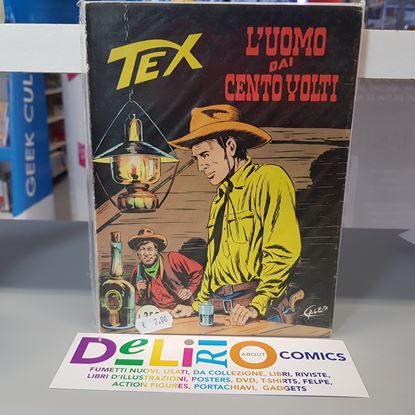 GEEK CUL
TEX
L'UOMO
DAI
CENTO VOLTI
€ 2,00
GALEP
DELIRIO
ABOUT
COMICS
FUMETTI NUOVI, USATI, DA COLLEZIONE, LIBRI, RIVISTE,
LIBRI D'ILLUSTRAZIONI, POSTERS, DVD, T-SHIRTS, FELPE,
ACTION FIGURES, PORTACHIAVI, GADGETS